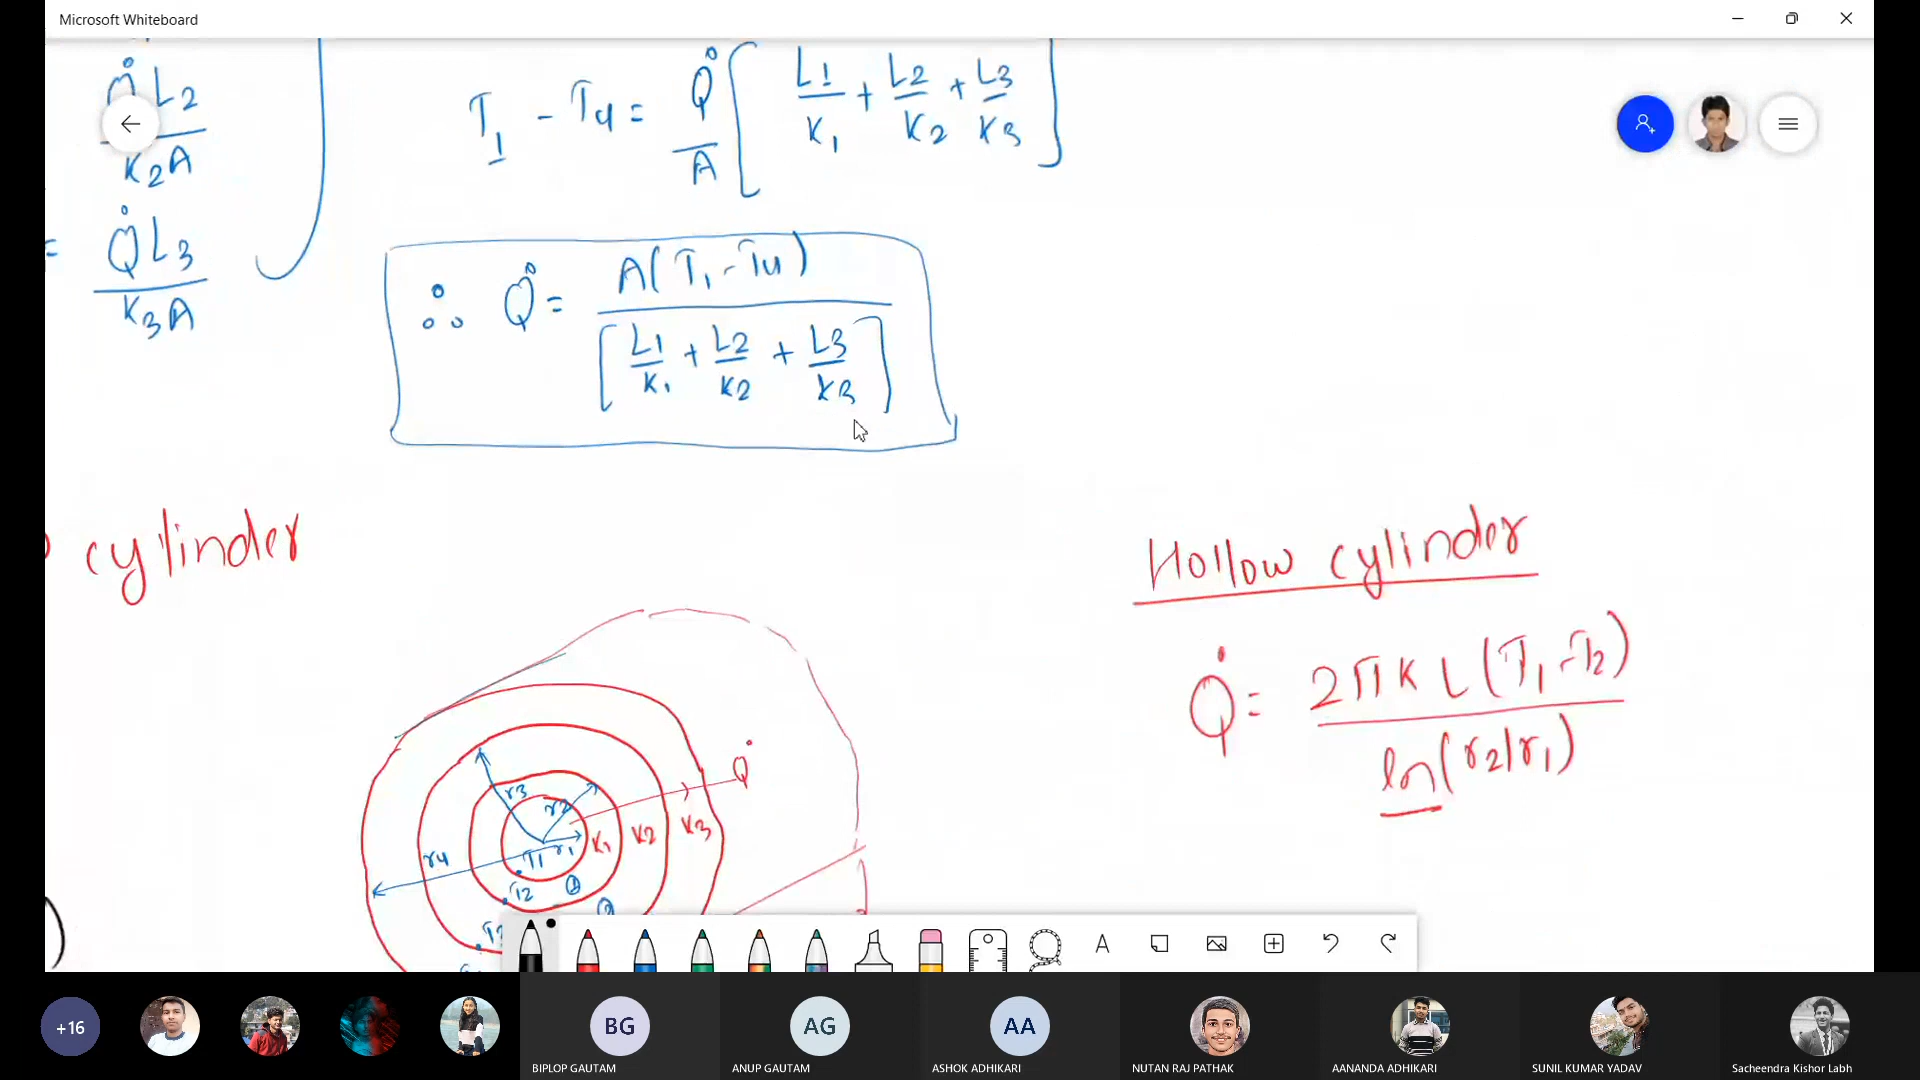 Microsoft Whiteboard
Q̇L2
K2A
= Q̇L3
K3A
T1 - T4 = Q̇/A [ L1/K1 + L2/K2 + L3/K3 ]
∴ Q̇ = A(T1 - T4)
[ L1/K1 + L2/K2 + L3/K3 ]
cylinder
Hollow cylinder
Q̇ = 2πKL(T1-T2)
ln(r2/r1)
Q̇
r3
r2
r1
K1
K2
K3
r4
T1
T2
A
+16
BG
AG
AA
BIPLOP GAUTAM
ANUP GAUTAM
ASHOK ADHIKARI
NUTAN RAJ PATHAK
AANANDA ADHIKARI
SUNIL KUMAR YADAV
Sacheendra Kishor Labh